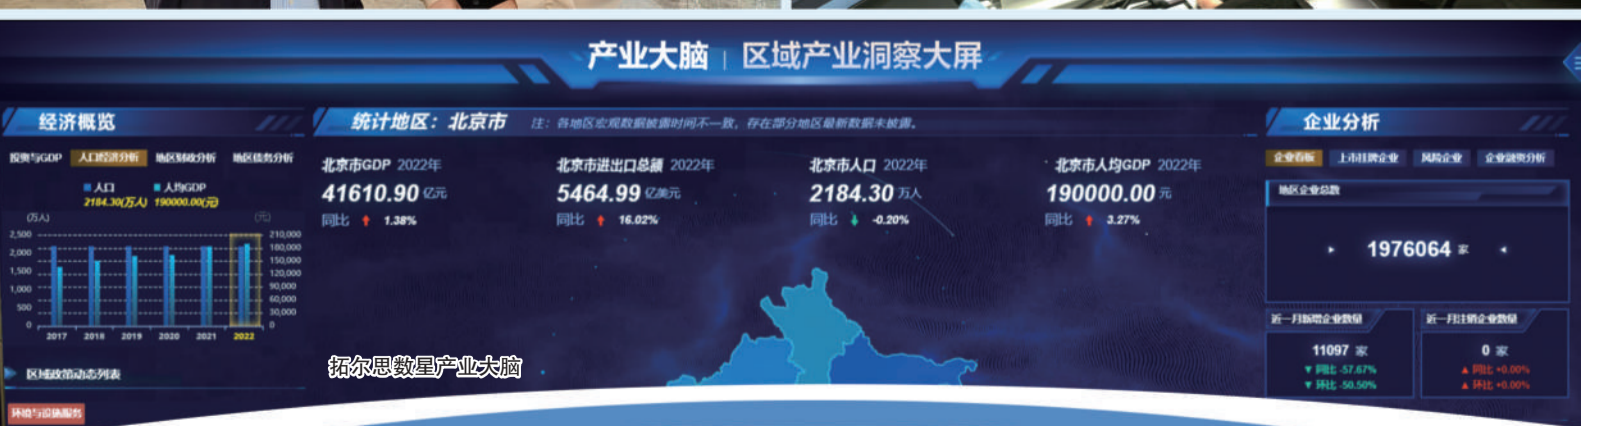 产业大脑 | 区域产业洞察大屏
经济概览
投资与GDP 人口经济分析 地区财政分析 地区债务分析
人口 人均GDP
2184.30(万人) 190000.00(元)
(万人) (元)
2,500 210,000
2,000 180,000
1,500 150,000
1,000 120,000
500 90,000
0 60,000
30,000
0
2017 2018 2019 2020 2021 2022
区域政策动态列表
环境与设施服务
统计地区：北京市 注：各地区宏观数据披露时间不一致，存在部分地区最新数据未披露。
北京市GDP 2022年
41610.90 亿元
同比 1.38%
北京市进出口总额 2022年
5464.99 亿美元
同比 16.02%
北京市人口 2022年
2184.30 万人
同比 -0.20%
北京市人均GDP 2022年
190000.00 元
同比 3.27%
拓尔思数星产业大脑
企业分析
企业看板 上市挂牌企业 风险企业 企业融资分析
地区企业总数
1976064 家
近一月新增企业数量
11097 家
同比 -57.67%
环比 -50.50%
近一月注销企业数量
0 家
同比 +0.00%
环比 +0.00%